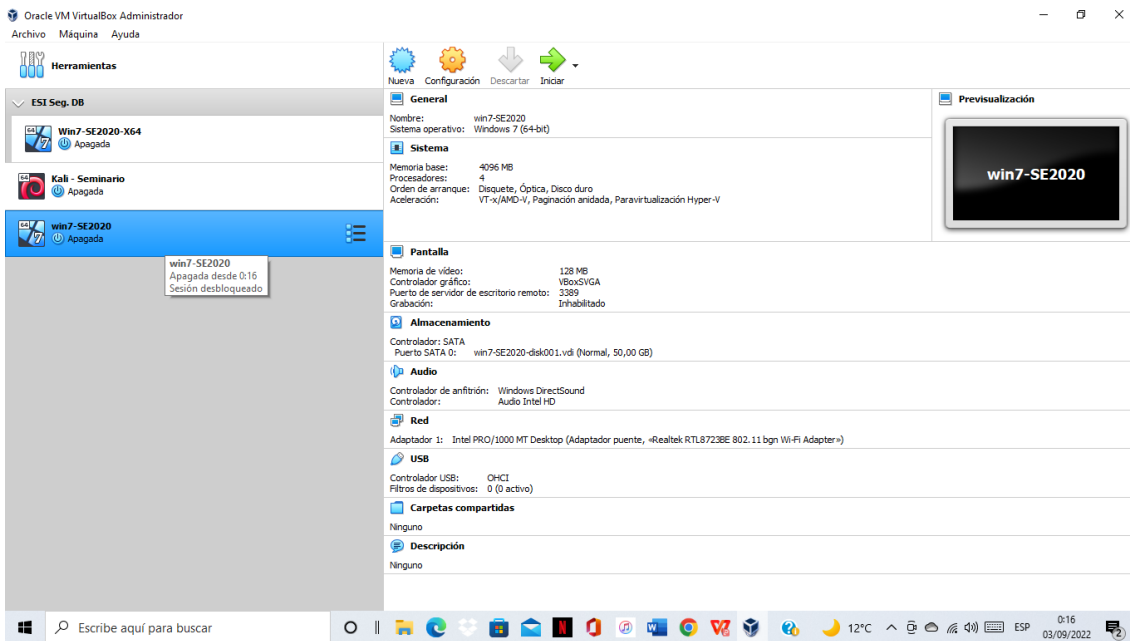 Oracle VM VirtualBox Administrador
Archivo Máquina Ayuda
Herramientas
ESI Seg. DB
64
Win7-SE2020-X64
Apagada
64
Kali - Seminario
Apagada
64
win7-SE2020
Apagada
win7-SE2020
Apagada desde 0:16
Sesión desbloqueado
Nueva Configuración Descartar Iniciar
General
Nombre: win7-SE2020
Sistema operativo: Windows 7 (64-bit)
Sistema
Memoria base: 4096 MB
Procesadores: 4
Orden de arranque: Disquete, Óptica, Disco duro
Aceleración: VT-x/AMD-V, Paginación anidada, Paravirtualización Hyper-V
Previsualización
win7-SE2020
Pantalla
Memoria de vídeo: 128 MB
Controlador gráfico: VBoxSVGA
Puerto de servidor de escritorio remoto: 3389
Grabación: Inhabilitado
Almacenamiento
Controlador: SATA
Puerto SATA 0: win7-SE2020-disk001.vdi (Normal, 50,00 GB)
Audio
Controlador de anfitrión: Windows DirectSound
Controlador: Audio Intel HD
Red
Adaptador 1: Intel PRO/1000 MT Desktop (Adaptador puente, «Realtek RTL8723BE 802.11 bgn Wi-Fi Adapter»)
USB
Controlador USB: OHCI
Filtros de dispositivos: 0 (0 activo)
Carpetas compartidas
Ninguno
Descripción
Ninguno
Escribe aquí para buscar
12°C
ESP
0:16
03/09/2022
2